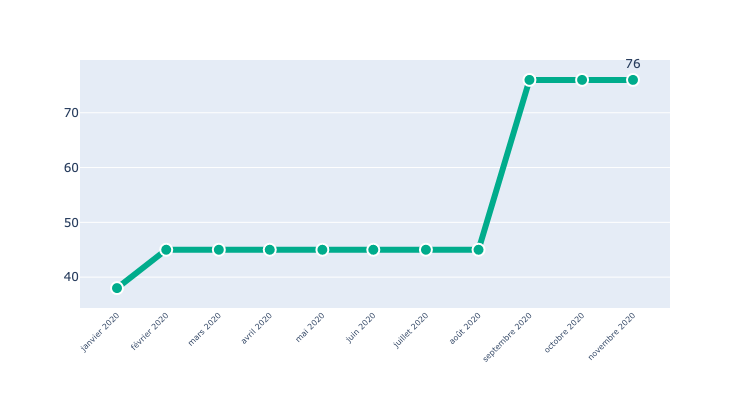 76
70
60
50
40
janvier 2020
février 2020
mars 2020
avril 2020
mai 2020
juin 2020
juillet 2020
août 2020
septembre 2020
octobre 2020
novembre 2020